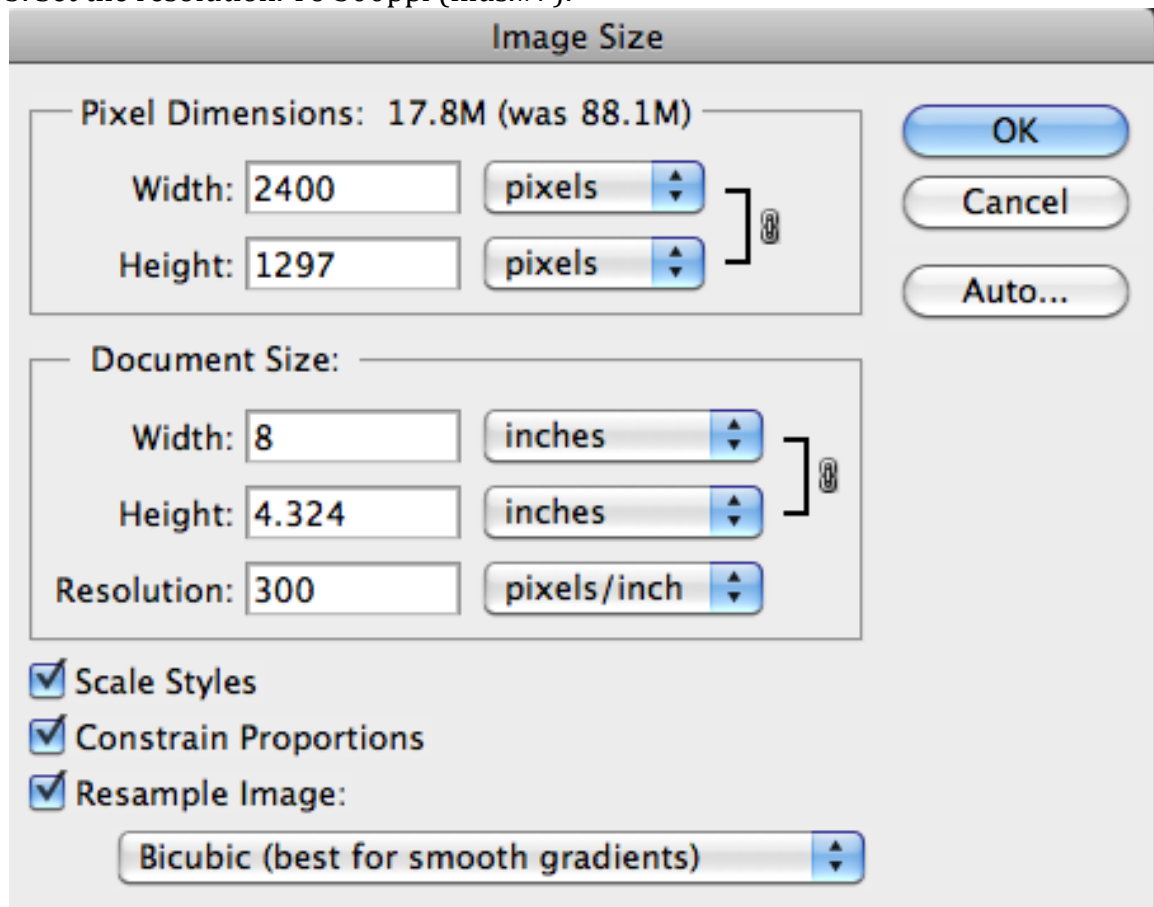 Image Size
Pixel Dimensions: 17.8M (was 88.1M)
OK
Width: 2400 pixels
Cancel
Height: 1297 pixels
Auto...
Document Size:
Width: 8 inches
Height: 4.324 inches
Resolution: 300 pixels/inch
Scale Styles
Constrain Proportions
Resample Image:
Bicubic (best for smooth gradients)